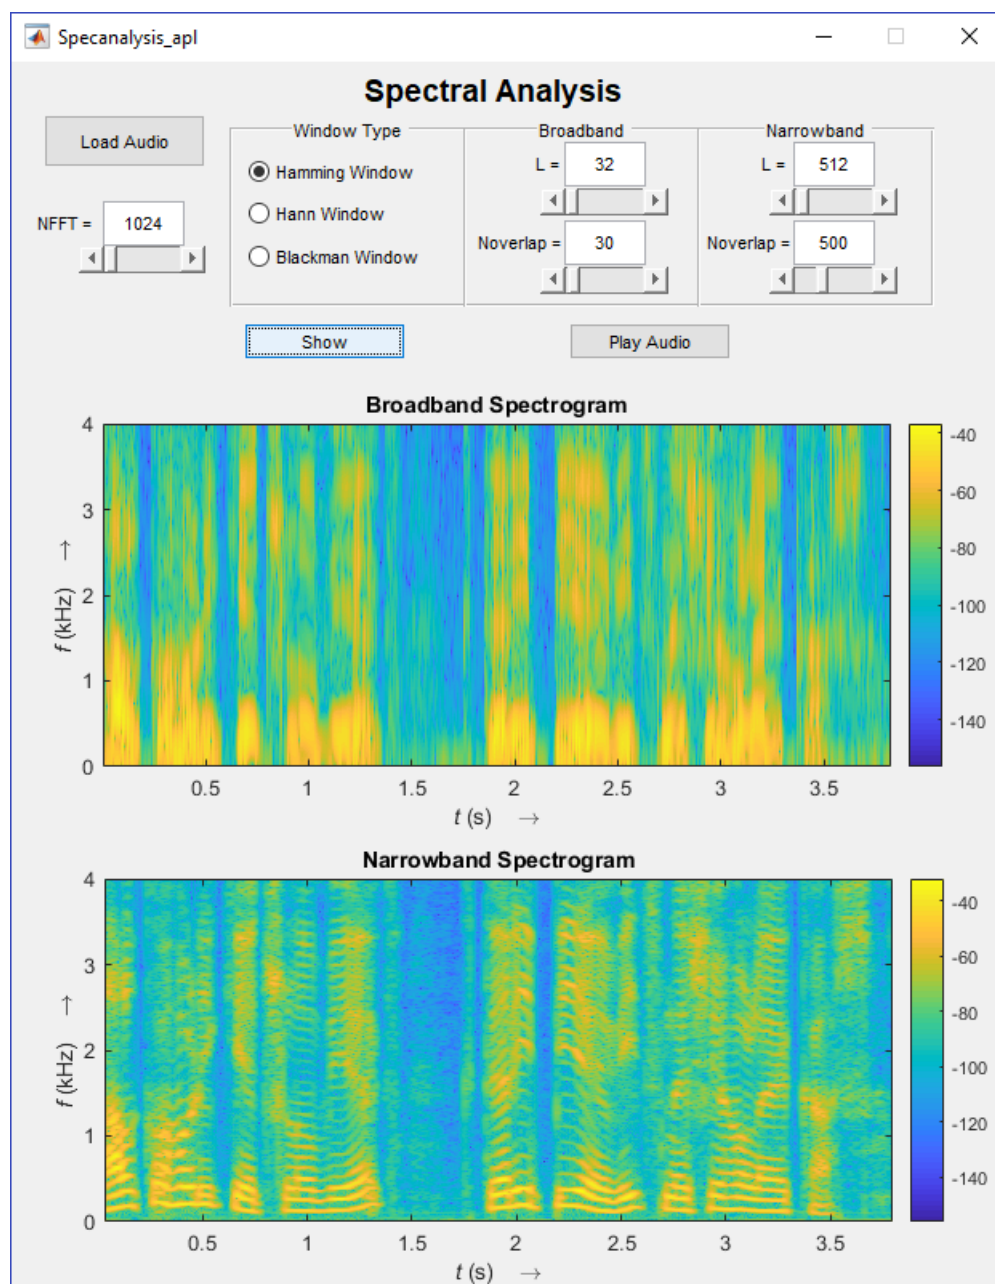 Specanalysis_apl
Spectral Analysis
Load Audio
NFFT =
1024
Window Type
Hamming Window
Hann Window
Blackman Window
Broadband
L =
32
Noverlap =
30
Narrowband
L =
512
Noverlap =
500
Show
Play Audio
Broadband Spectrogram
4
3
2
1
0
f (kHz) →
0.5 1 1.5 2 2.5 3 3.5
t (s) →
-40
-60
-80
-100
-120
-140
Narrowband Spectrogram
4
3
2
1
0
f (kHz) →
0.5 1 1.5 2 2.5 3 3.5
t (s) →
-40
-60
-80
-100
-120
-140